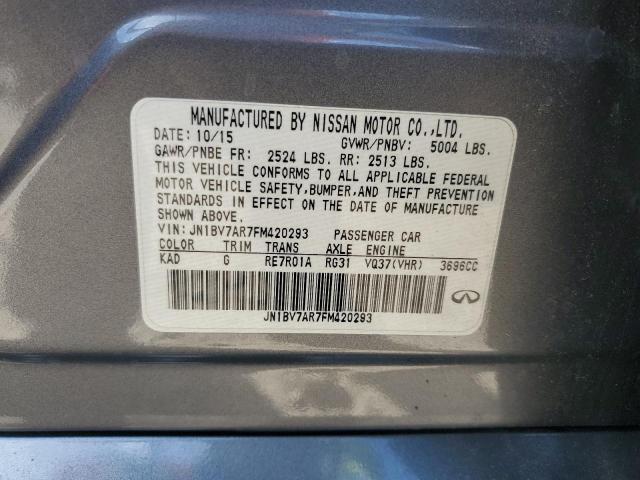 MANUFACTURED BY NISSAN MOTOR CO.,LTD.
DATE: 10/15 GVWR/PNBV: 5004 LBS.
GAWR/PNBE FR: 2524 LBS. RR: 2513 LBS.
THIS VEHICLE CONFORMS TO ALL APPLICABLE FEDERAL
MOTOR VEHICLE SAFETY,BUMPER,AND THEFT PREVENTION
STANDARDS IN EFFECT ON THE DATE OF MANUFACTURE
SHOWN ABOVE.
VIN: JN1BV7AR7FM420293 PASSENGER CAR
COLOR TRIM TRANS AXLE ENGINE
KAD G RE7R01A RG31 VQ37(VHR) 3696CC
JN1BV7AR7FM420293